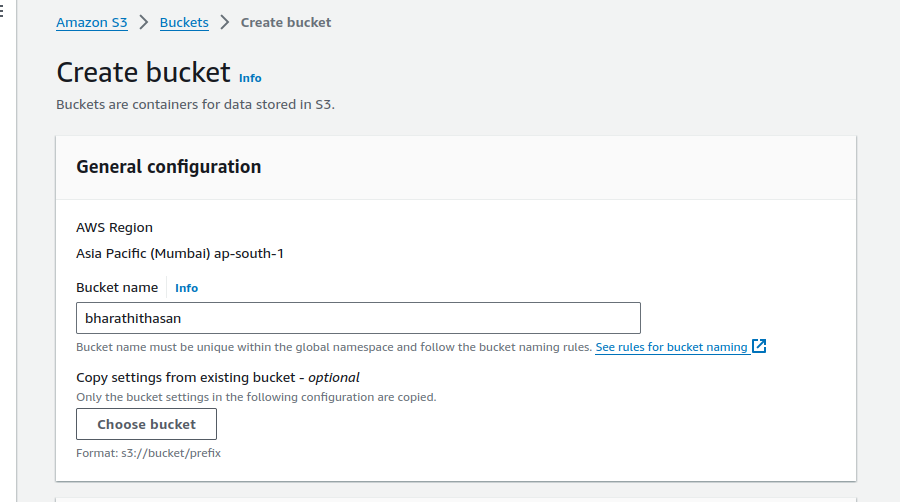 Amazon S3 > Buckets > Create bucket
Create bucket Info
Buckets are containers for data stored in S3.
General configuration
AWS Region
Asia Pacific (Mumbai) ap-south-1
Bucket name Info
bharathithasan
Bucket name must be unique within the global namespace and follow the bucket naming rules. See rules for bucket naming
Copy settings from existing bucket - optional
Only the bucket settings in the following configuration are copied.
Choose bucket
Format: s3://bucket/prefix